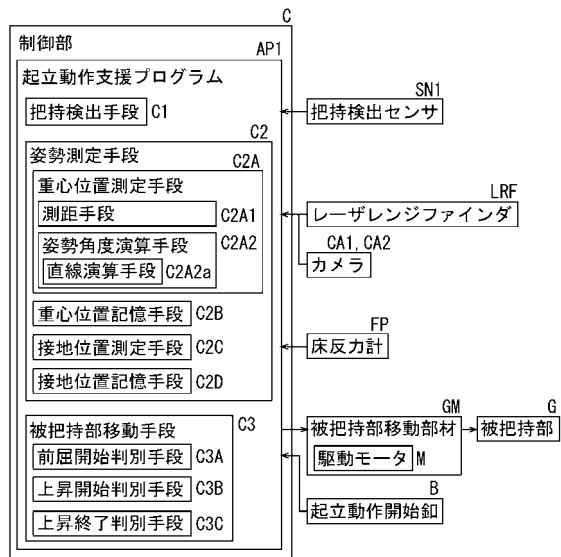 C
制御部
AP1
起立動作支援プログラム
SN1
把持検出手段 C1
把持検出センサ
C2
姿勢測定手段
C2A
重心位置測定手段
LRF
測距手段 C2A1
レーザレンジファインダ
姿勢角度演算手段 C2A2
CA1, CA2
直線演算手段 C2A2a
カメラ
重心位置記憶手段 C2B
FP
接地位置測定手段 C2C
床反力計
接地位置記憶手段 C2D
GM
G
被把持部移動手段 C3
被把持部移動部材
被把持部
前屈開始判別手段 C3A
駆動モータ M
上昇開始判別手段 C3B
B
上昇終了判別手段 C3C
起立動作開始釦